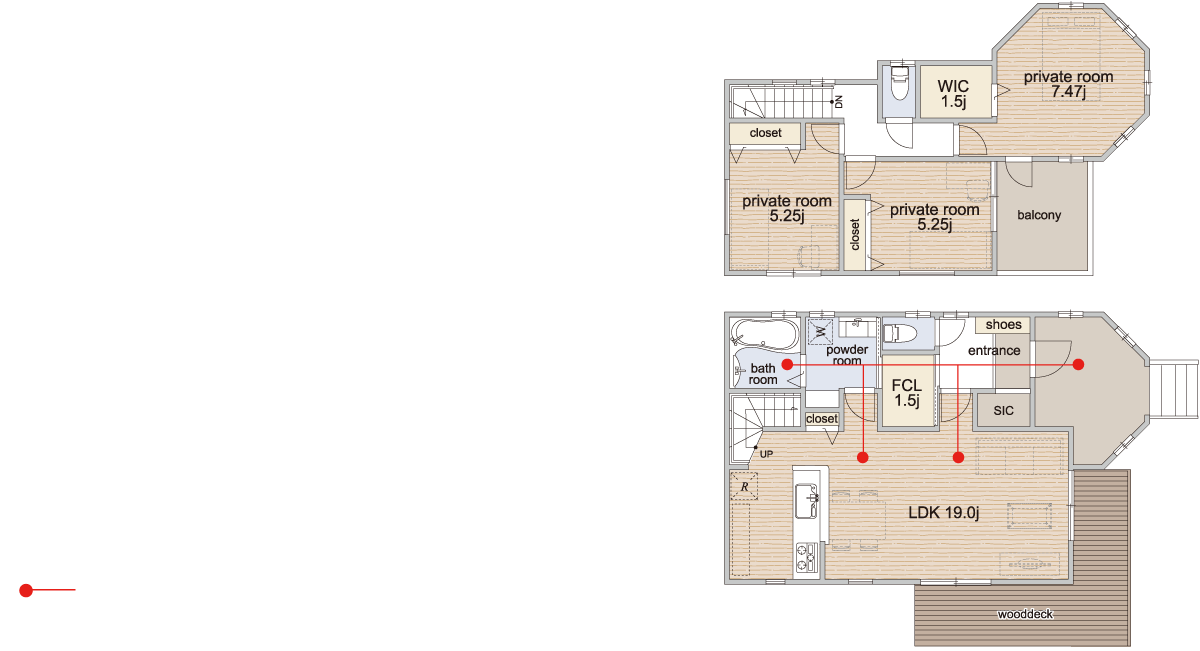 WIC
1.5j
private room
7.47j
DN
closet
private room
5.25j
closet
private room
5.25j
balcony
shoes
W
powder
room
entrance
bath
room
FCL
1.5j
SIC
closet
UP
R
LDK 19.0j
wooddeck